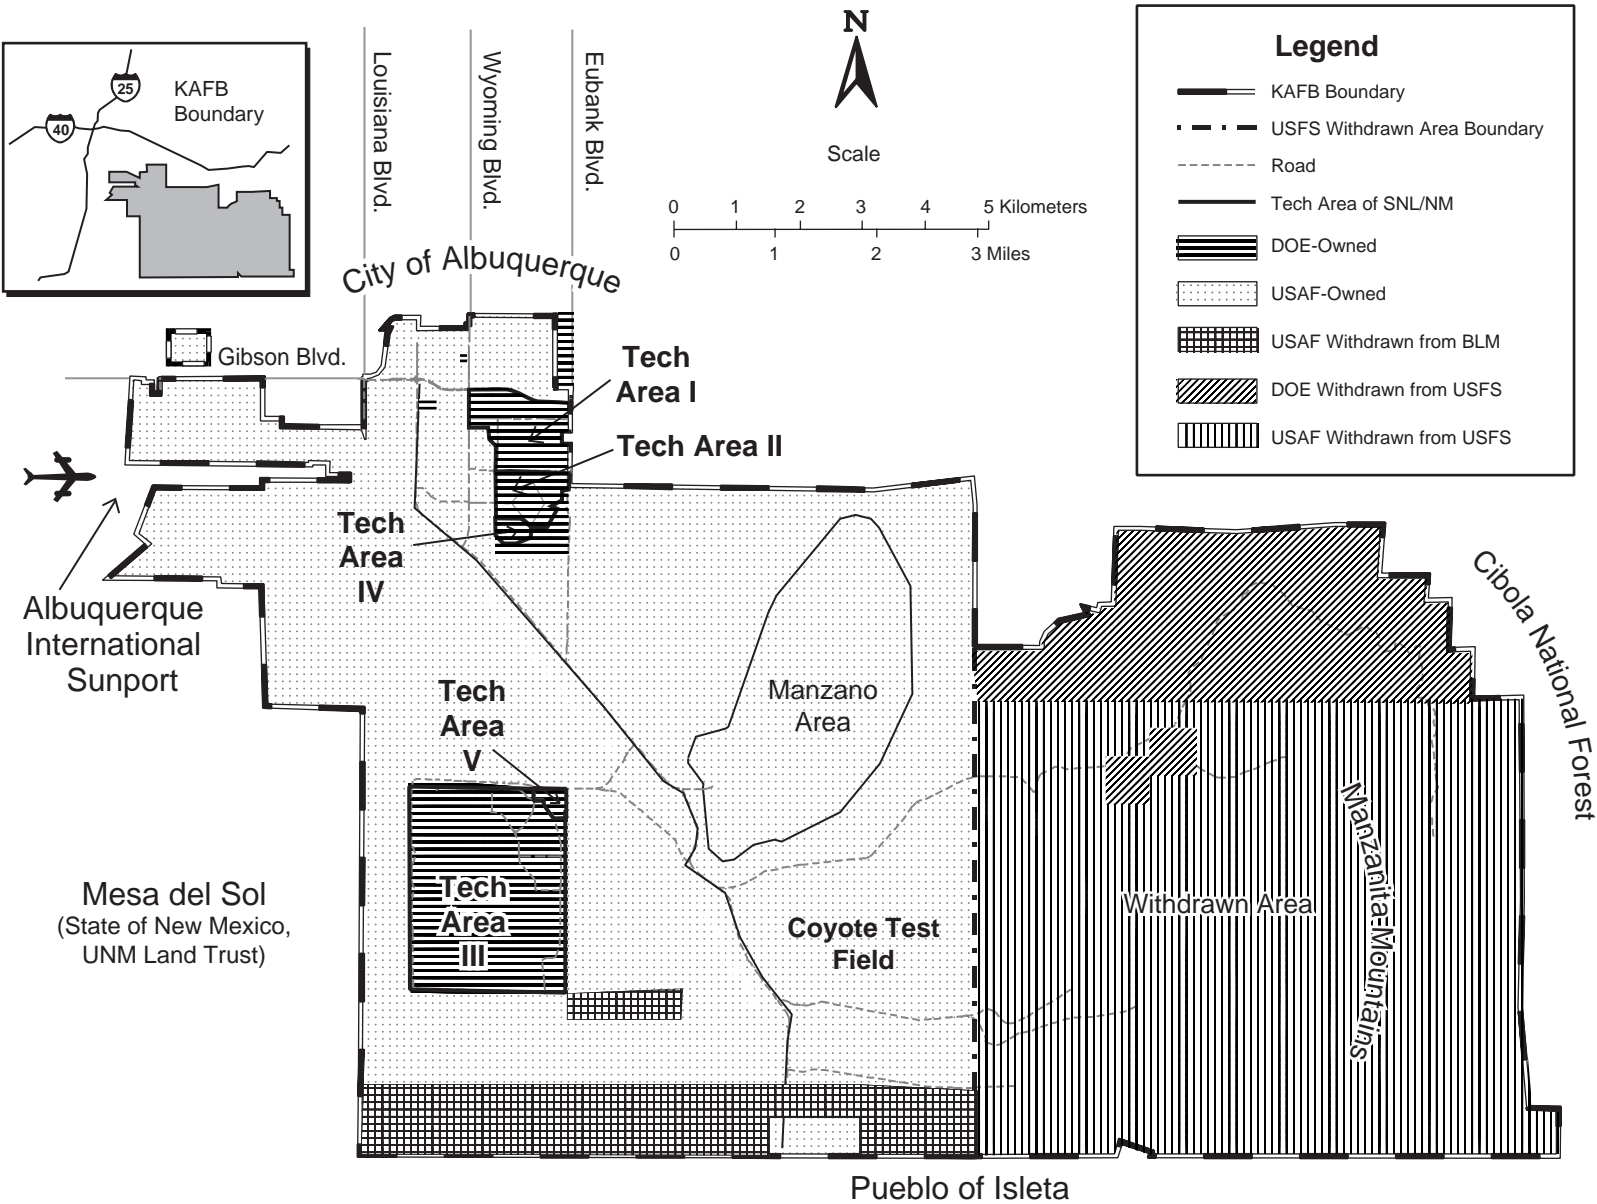 N
Scale
0 1 2 3 4 5 Kilometers
0 1 2 3 Miles
Legend
KAFB Boundary
USFS Withdrawn Area Boundary
Road
Tech Area of SNL/NM
DOE-Owned
USAF-Owned
USAF Withdrawn from BLM
DOE Withdrawn from USFS
USAF Withdrawn from USFS
25
40
KAFB
Boundary
Louisiana Blvd.
Wyoming Blvd.
Eubank Blvd.
City of Albuquerque
Gibson Blvd.
Tech
Area I
Tech Area II
Tech
Area
IV
Albuquerque
International
Sunport
Tech
Area
V
Manzano
Area
Cibola National Forest
Mesa del Sol
(State of New Mexico,
UNM Land Trust)
Tech
Area
III
Coyote Test
Field
Withdrawn Area
Manzanita Mountains
Pueblo of Isleta